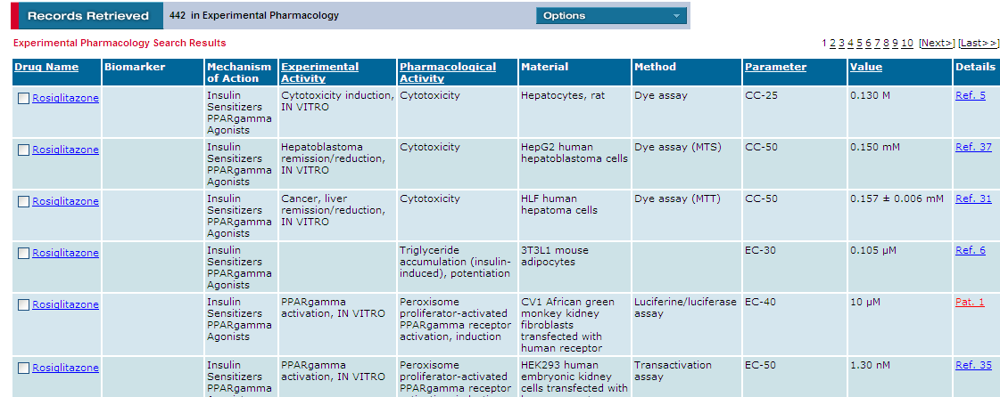 Records Retrieved 442 in Experimental Pharmacology Options
Experimental Pharmacology Search Results 1 2 3 4 5 6 7 8 9 10 [Next>] [Last>>]
Drug Name Biomarker Mechanism of Action Experimental Activity Pharmacological Activity Material Method Parameter Value Details
Rosiglitazone Insulin Sensitizers PPARgamma Agonists Cytotoxicity induction, IN VITRO Cytotoxicity Hepatocytes, rat Dye assay CC-25 0.130 M Ref. 5
Rosiglitazone Insulin Sensitizers PPARgamma Agonists Hepatoblastoma remission/reduction, IN VITRO Cytotoxicity HepG2 human hepatoblastoma cells Dye assay (MTS) CC-50 0.150 mM Ref. 37
Rosiglitazone Insulin Sensitizers PPARgamma Agonists Cancer, liver remission/reduction, IN VITRO Cytotoxicity HLF human hepatoma cells Dye assay (MTT) CC-50 0.157 ± 0.006 mM Ref. 31
Rosiglitazone Insulin Sensitizers PPARgamma Agonists Triglyceride accumulation (insulin-induced), potentiation 3T3L1 mouse adipocytes EC-30 0.105 µM Ref. 6
Rosiglitazone Insulin Sensitizers PPARgamma Agonists PPARgamma activation, IN VITRO Peroxisome proliferator-activated PPARgamma receptor activation, induction CV1 African green monkey kidney fibroblasts transfected with human receptor Luciferine/luciferase assay EC-40 10 µM Pat. 1
Rosiglitazone Insulin Sensitizers PPARgamma PPARgamma activation, IN VITRO Peroxisome proliferator-activated PPARgamma receptor HEK293 human embryonic kidney cells transfected with Transactivation assay EC-50 1.30 nM Ref. 35